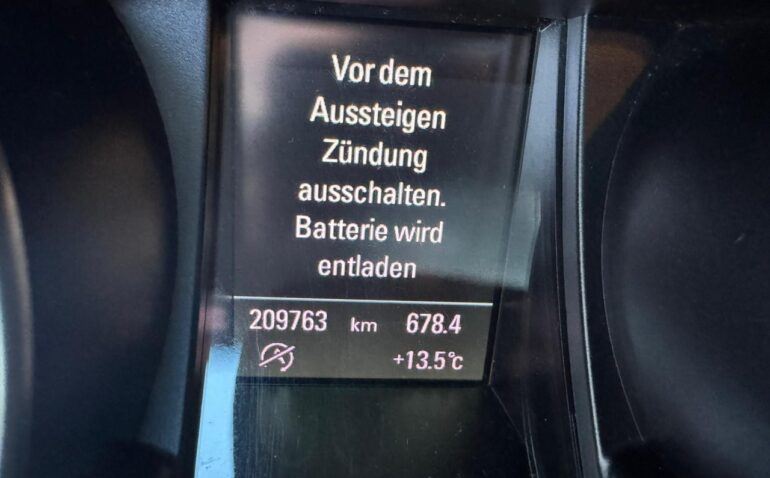 Vor dem
Aussteigen
Zündung
ausschalten.
Batterie wird
entladen
209763 km 678.4
+13.5°C